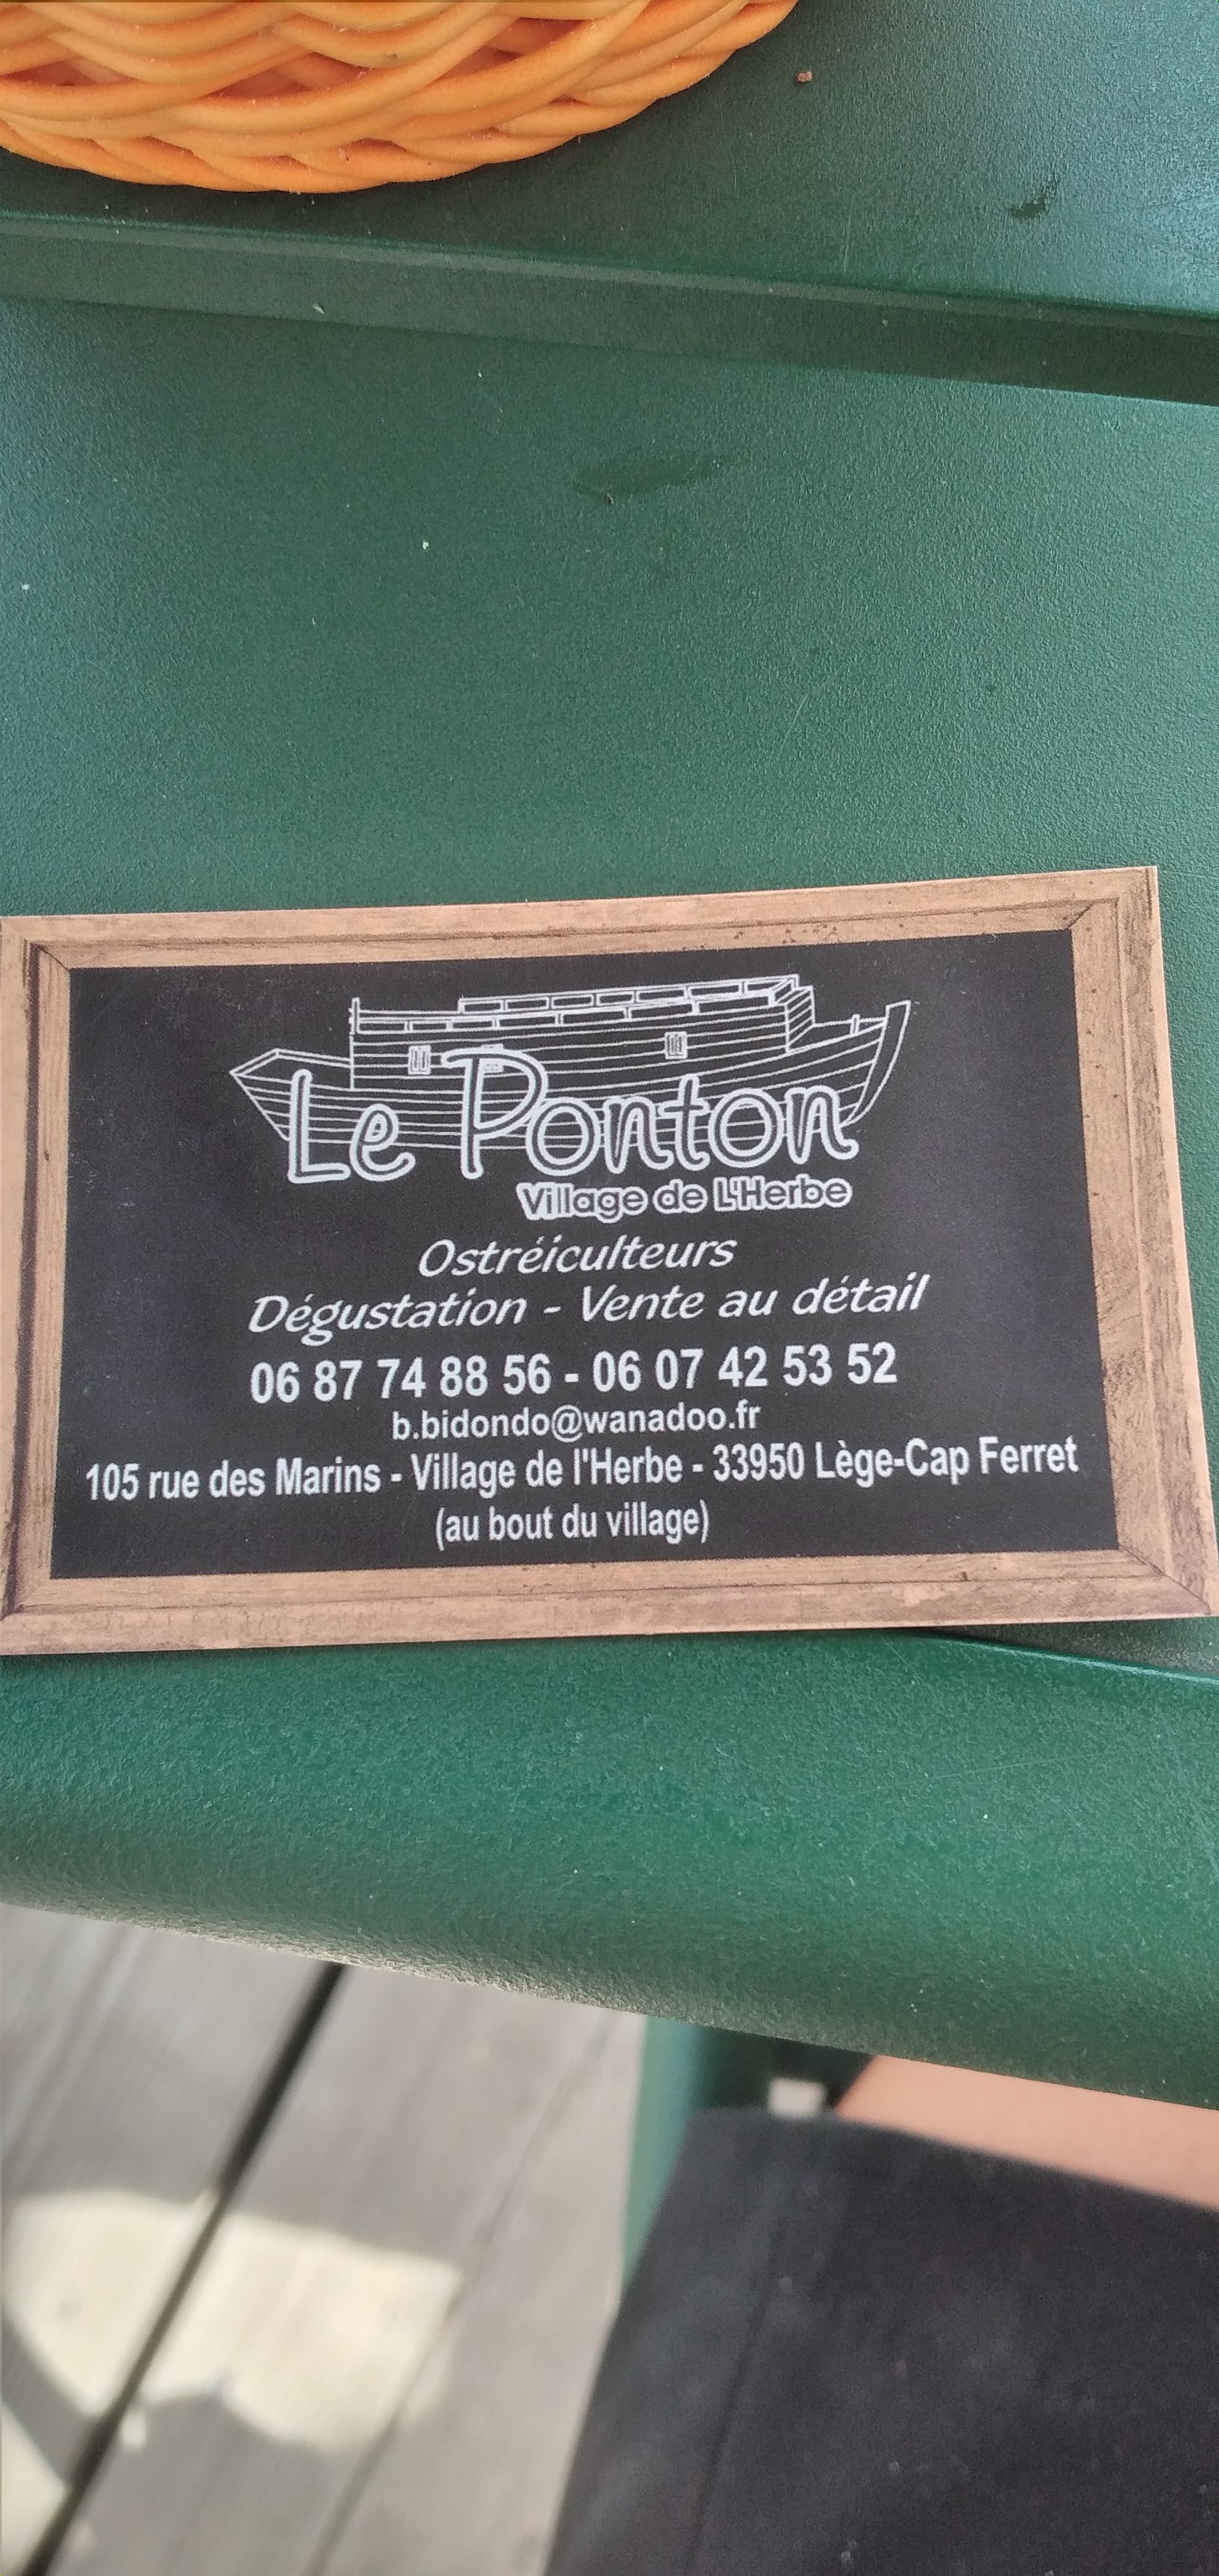 Le Ponton
Village de L'Herbe
Ostréiculteurs
Dégustation - Vente au détail
06 87 74 88 56 - 06 07 42 53 52
b.bidondo@wanadoo.fr
105 rue des Marins - Village de l'Herbe - 33950 Lège-Cap Ferret
(au bout du village)